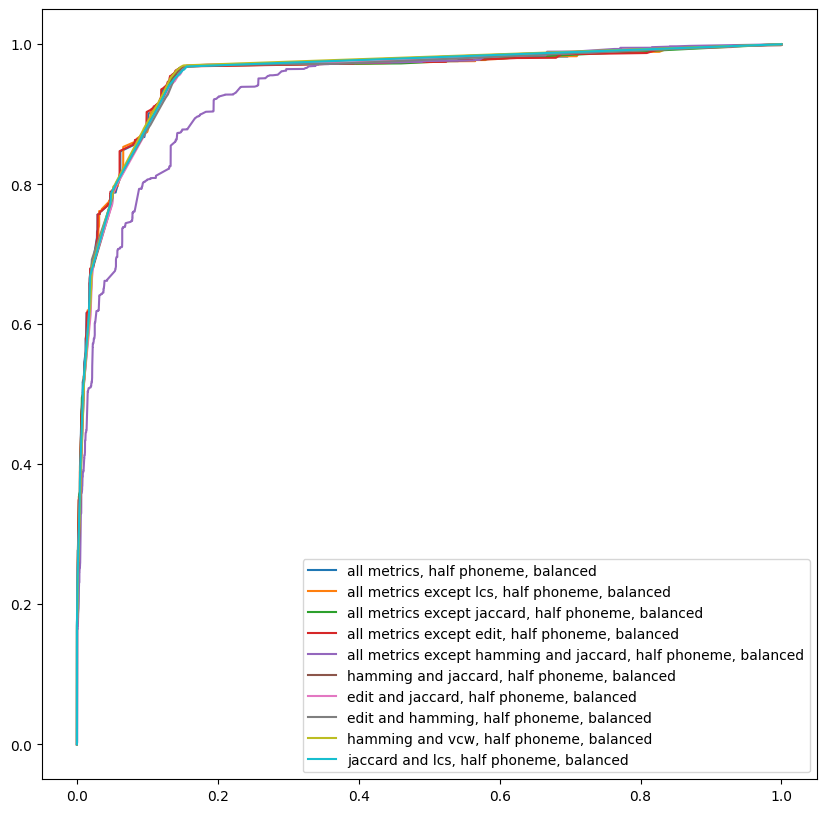 1.0
0.8
0.6
0.4
0.2
0.0
all metrics, half phoneme, balanced
all metrics except lcs, half phoneme, balanced
all metrics except jaccard, half phoneme, balanced
all metrics except edit, half phoneme, balanced
all metrics except hamming and jaccard, half phoneme, balanced
hamming and jaccard, half phoneme, balanced
edit and jaccard, half phoneme, balanced
edit and hamming, half phoneme, balanced
hamming and vcw, half phoneme, balanced
jaccard and lcs, half phoneme, balanced
0.0 0.2 0.4 0.6 0.8 1.0